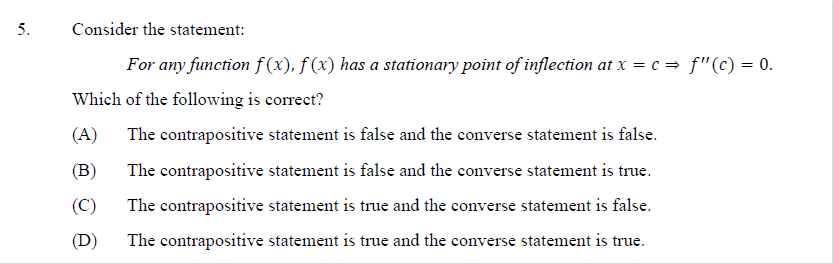 5. Consider the statement:
For any function f(x), f(x) has a stationary point of inflection at x = c ⇒ f″(c) = 0.
Which of the following is correct?
(A) The contrapositive statement is false and the converse statement is false.
(B) The contrapositive statement is false and the converse statement is true.
(C) The contrapositive statement is true and the converse statement is false.
(D) The contrapositive statement is true and the converse statement is true.